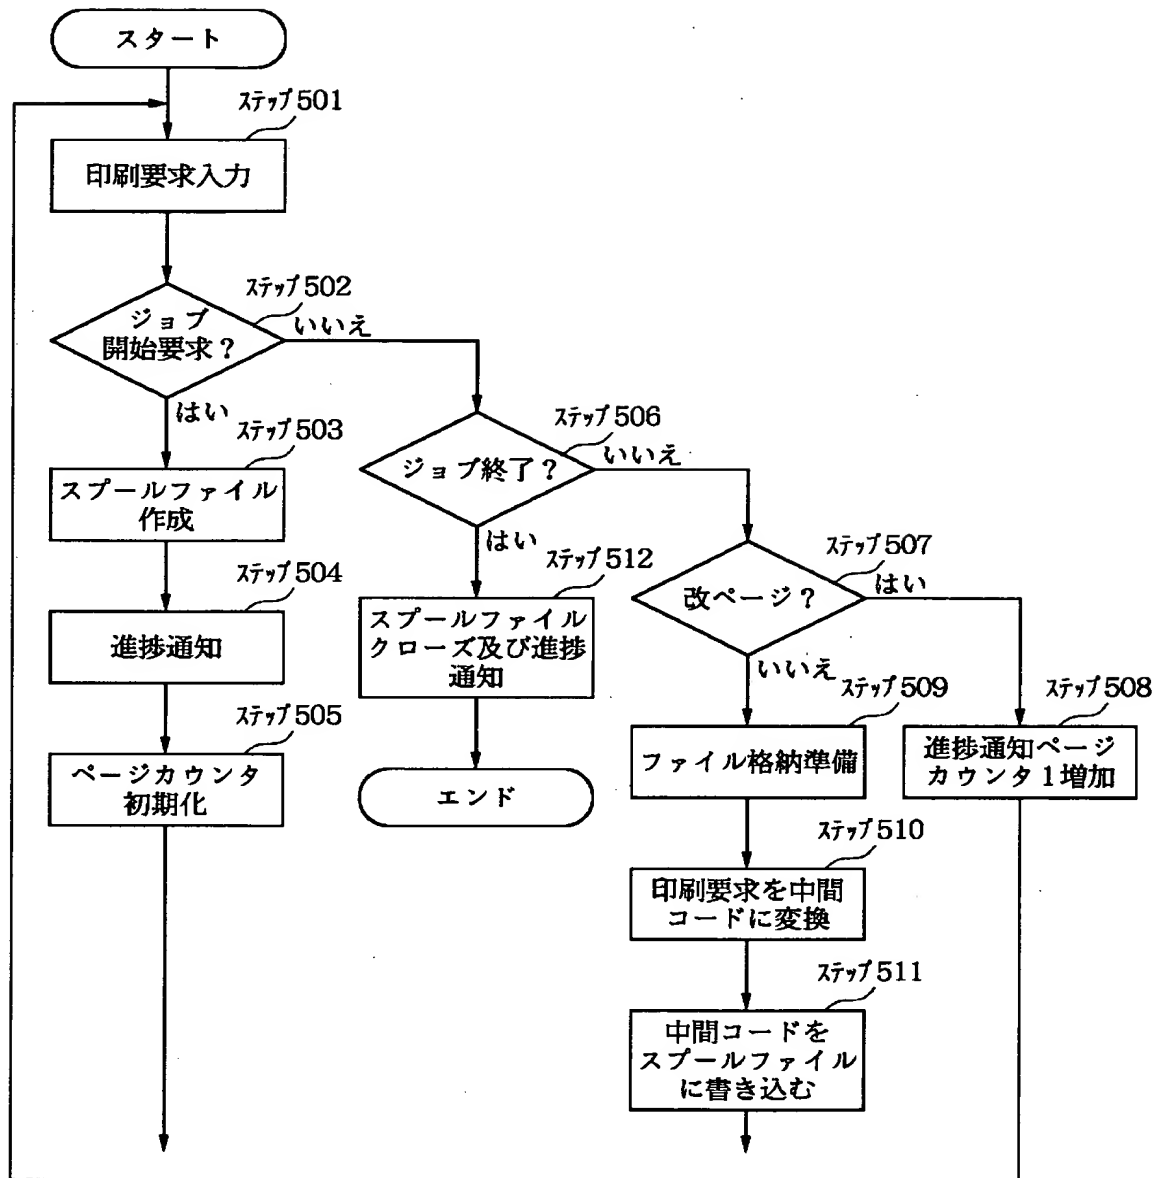 スタート
ステップ501
印刷要求入力
ステップ502
ジョブ
開始要求？
いいえ
はい
ステップ503
スプールファイル
作成
ステップ504
進捗通知
ステップ505
ページカウンタ
初期化
ステップ506
ジョブ終了？
いいえ
はい
ステップ512
スプールファイル
クローズ及び進捗
通知
エンド
ステップ507
改ページ？
はい
いいえ
ステップ509
ファイル格納準備
ステップ508
進捗通知ページ
カウンタ1増加
ステップ510
印刷要求を中間
コードに変換
ステップ511
中間コードを
スプールファイル
に書き込む